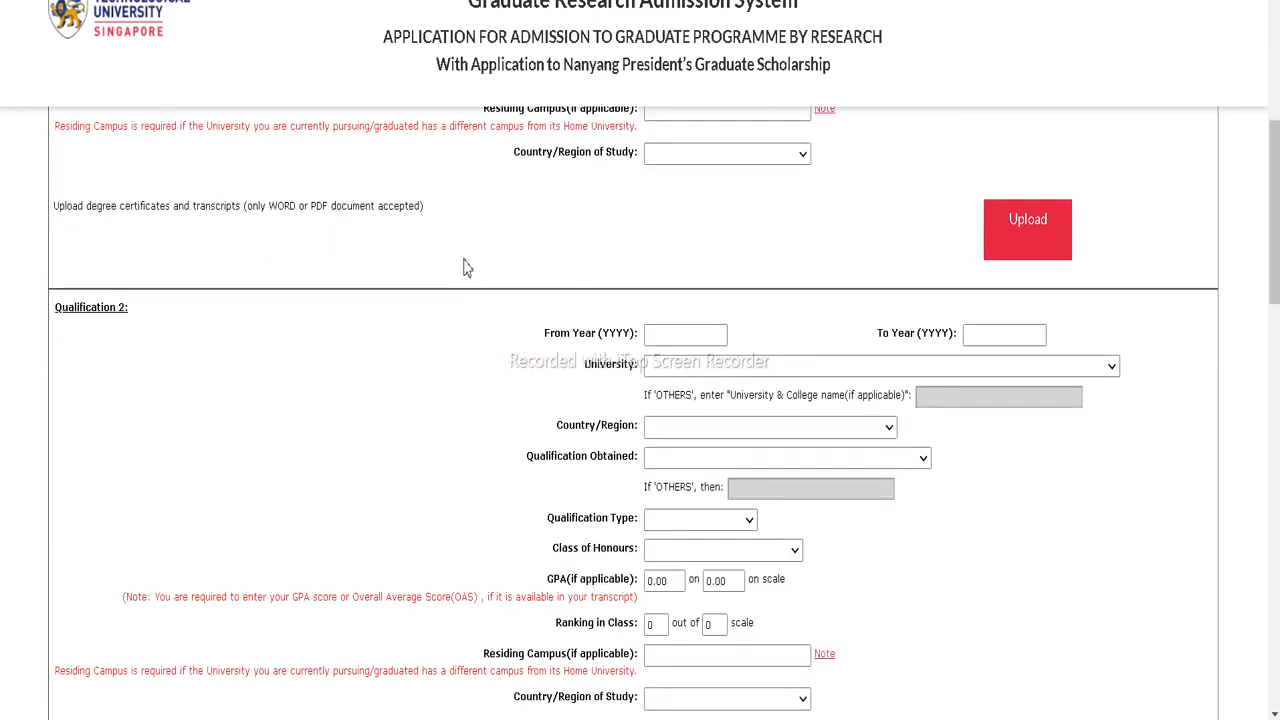 TECHNOLOGICAL
UNIVERSITY
SINGAPORE
Graduate Research Admission System
APPLICATION FOR ADMISSION TO GRADUATE PROGRAMME BY RESEARCH
With Application to Nanyang President's Graduate Scholarship
Residing Campus(if applicable): Note
Residing Campus is required if the University you are currently pursuing/graduated has a different campus from its Home University.
Country/Region of Study:
Upload degree certificates and transcripts (only WORD or PDF document accepted)
Upload
Qualification 2:
From Year (YYYY): To Year (YYYY):
University:
Recorded with iTop Screen Recorder
If 'OTHERS', enter "University & College name(if applicable)":
Country/Region:
Qualification Obtained:
If 'OTHERS', then:
Qualification Type:
Class of Honours:
GPA(if applicable): 0.00 on 0.00 on scale
(Note: You are required to enter your GPA score or Overall Average Score(OAS) , if it is available in your transcript)
Ranking in Class: 0 out of 0 scale
Residing Campus(if applicable): Note
Residing Campus is required if the University you are currently pursuing/graduated has a different campus from its Home University.
Country/Region of Study: